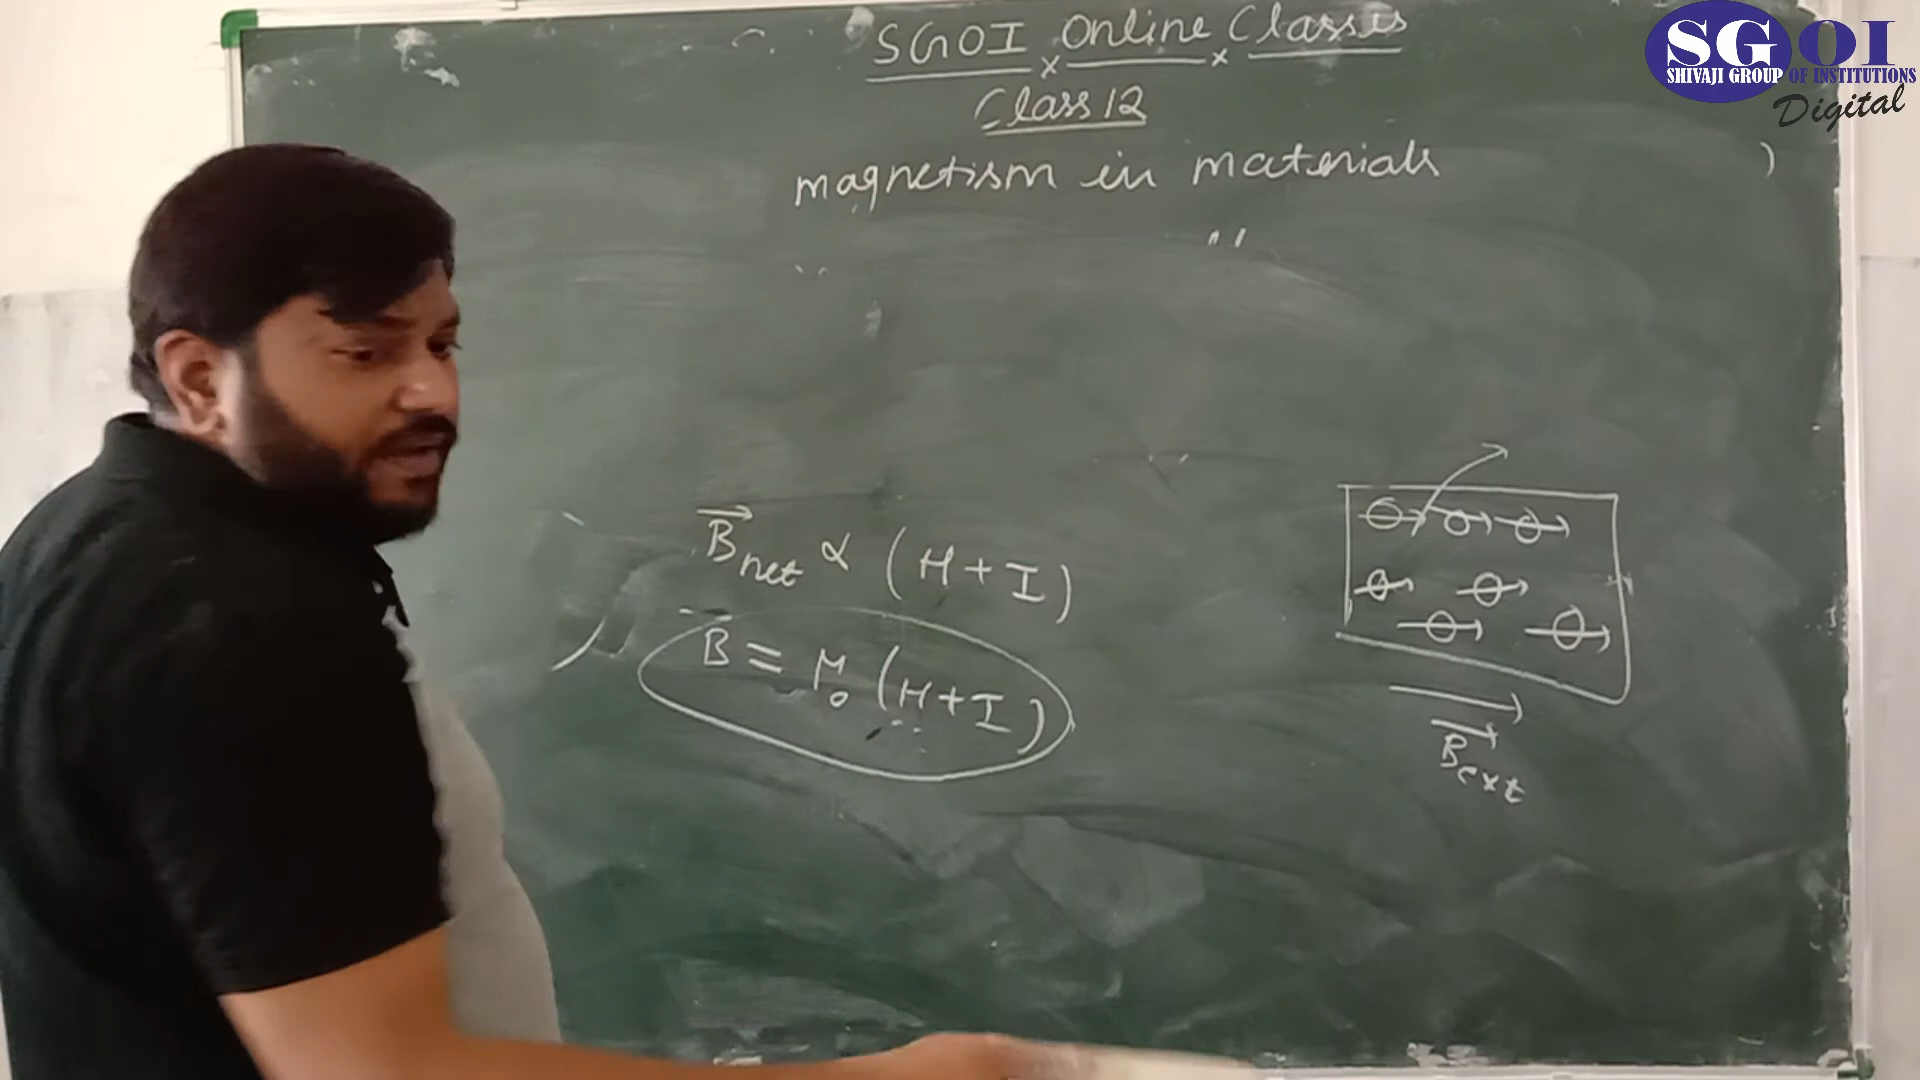 SGOI Online Classes
SGOI
SHIVAJI GROUP OF INSTITUTIONS
Digital
Class 12
magnetism in materials
B⃗net ∝ (H + I)
B = μ₀ (H + I)
B⃗ext